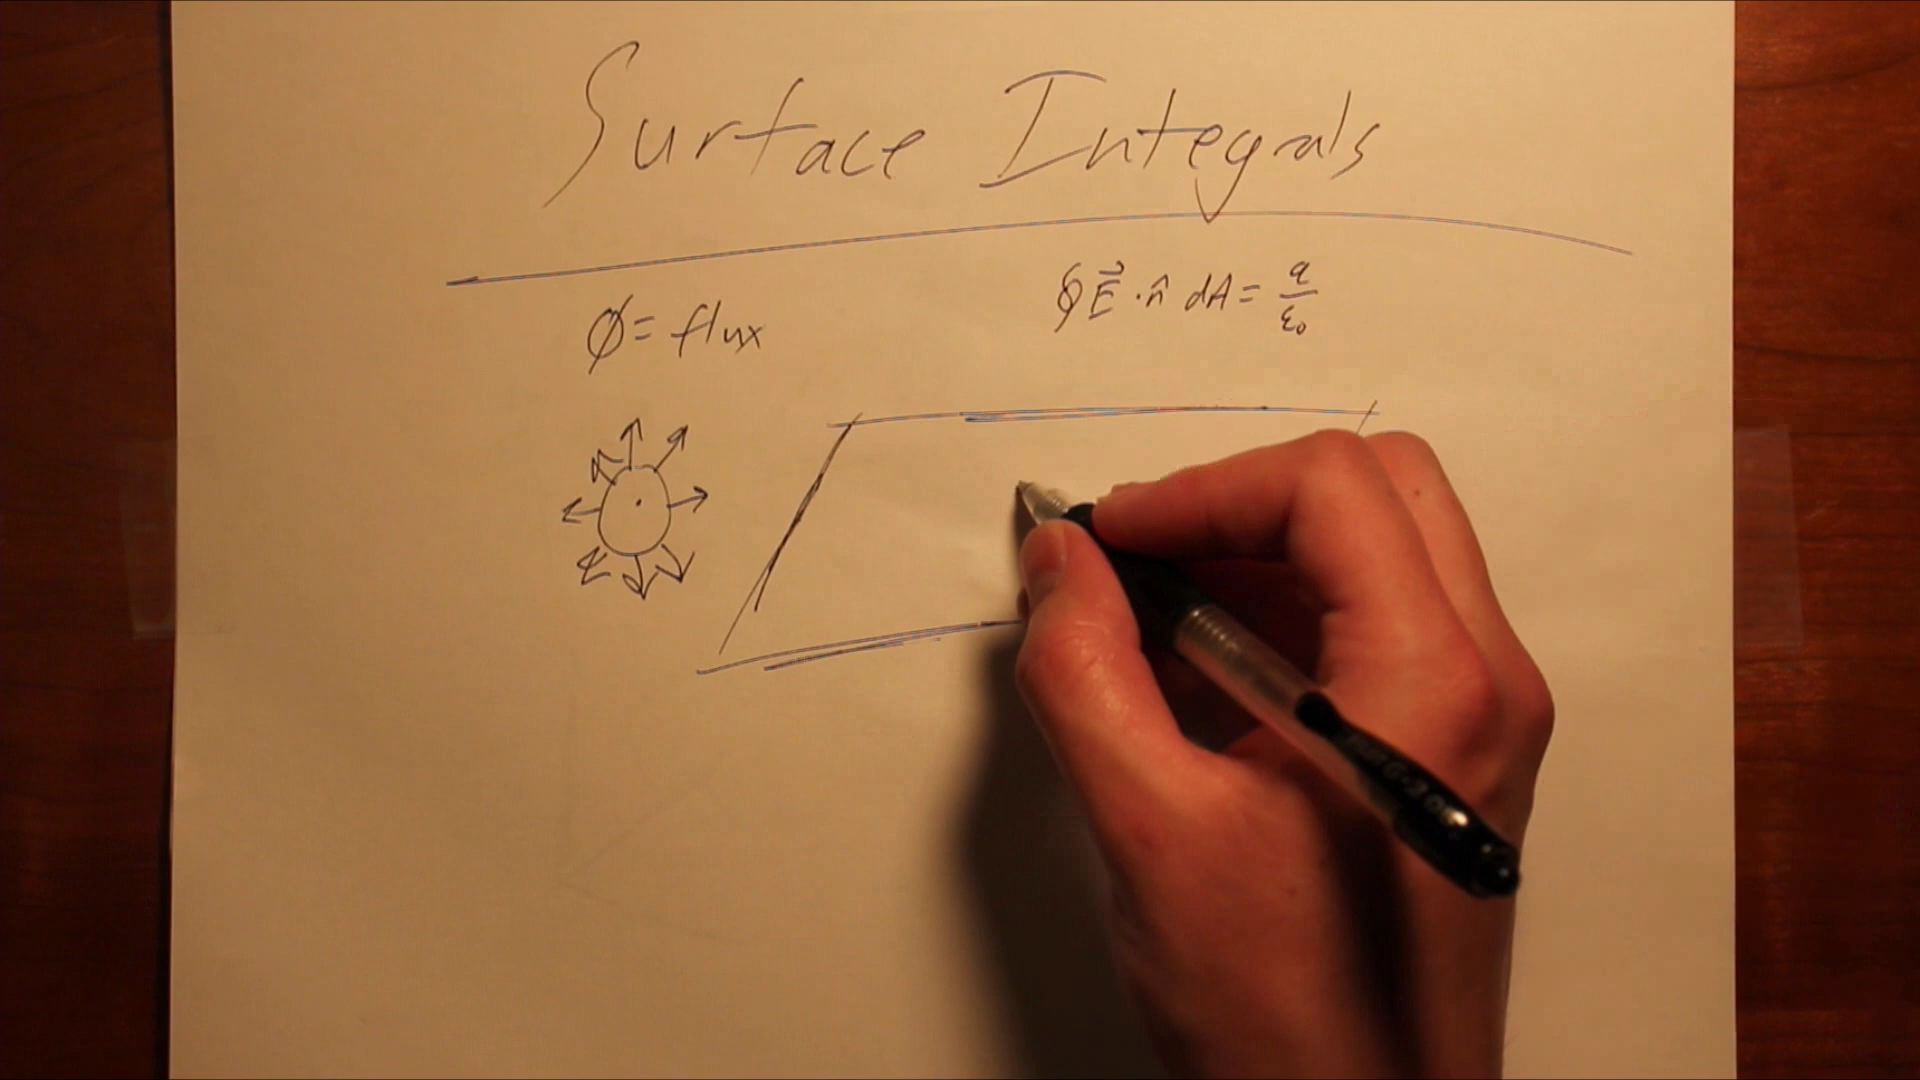 Surface Integrals
ϕ = flux
∮ E⃗ · n̂ dA = q/ε₀